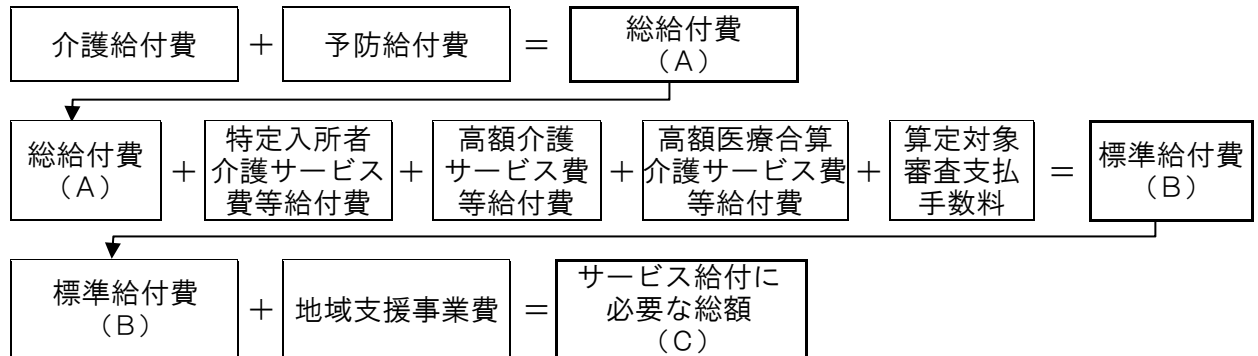 介護給付費 + 予防給付費 = 総給付費
（A）
総給付費
（A） + 特定入所者
介護サービス
費等給付費 + 高額介護
サービス費
等給付費 + 高額医療合算
介護サービス費
等給付費 + 算定対象
審査支払
手数料 = 標準給付費
（B）
標準給付費
（B） + 地域支援事業費 = サービス給付に
必要な総額
（C）